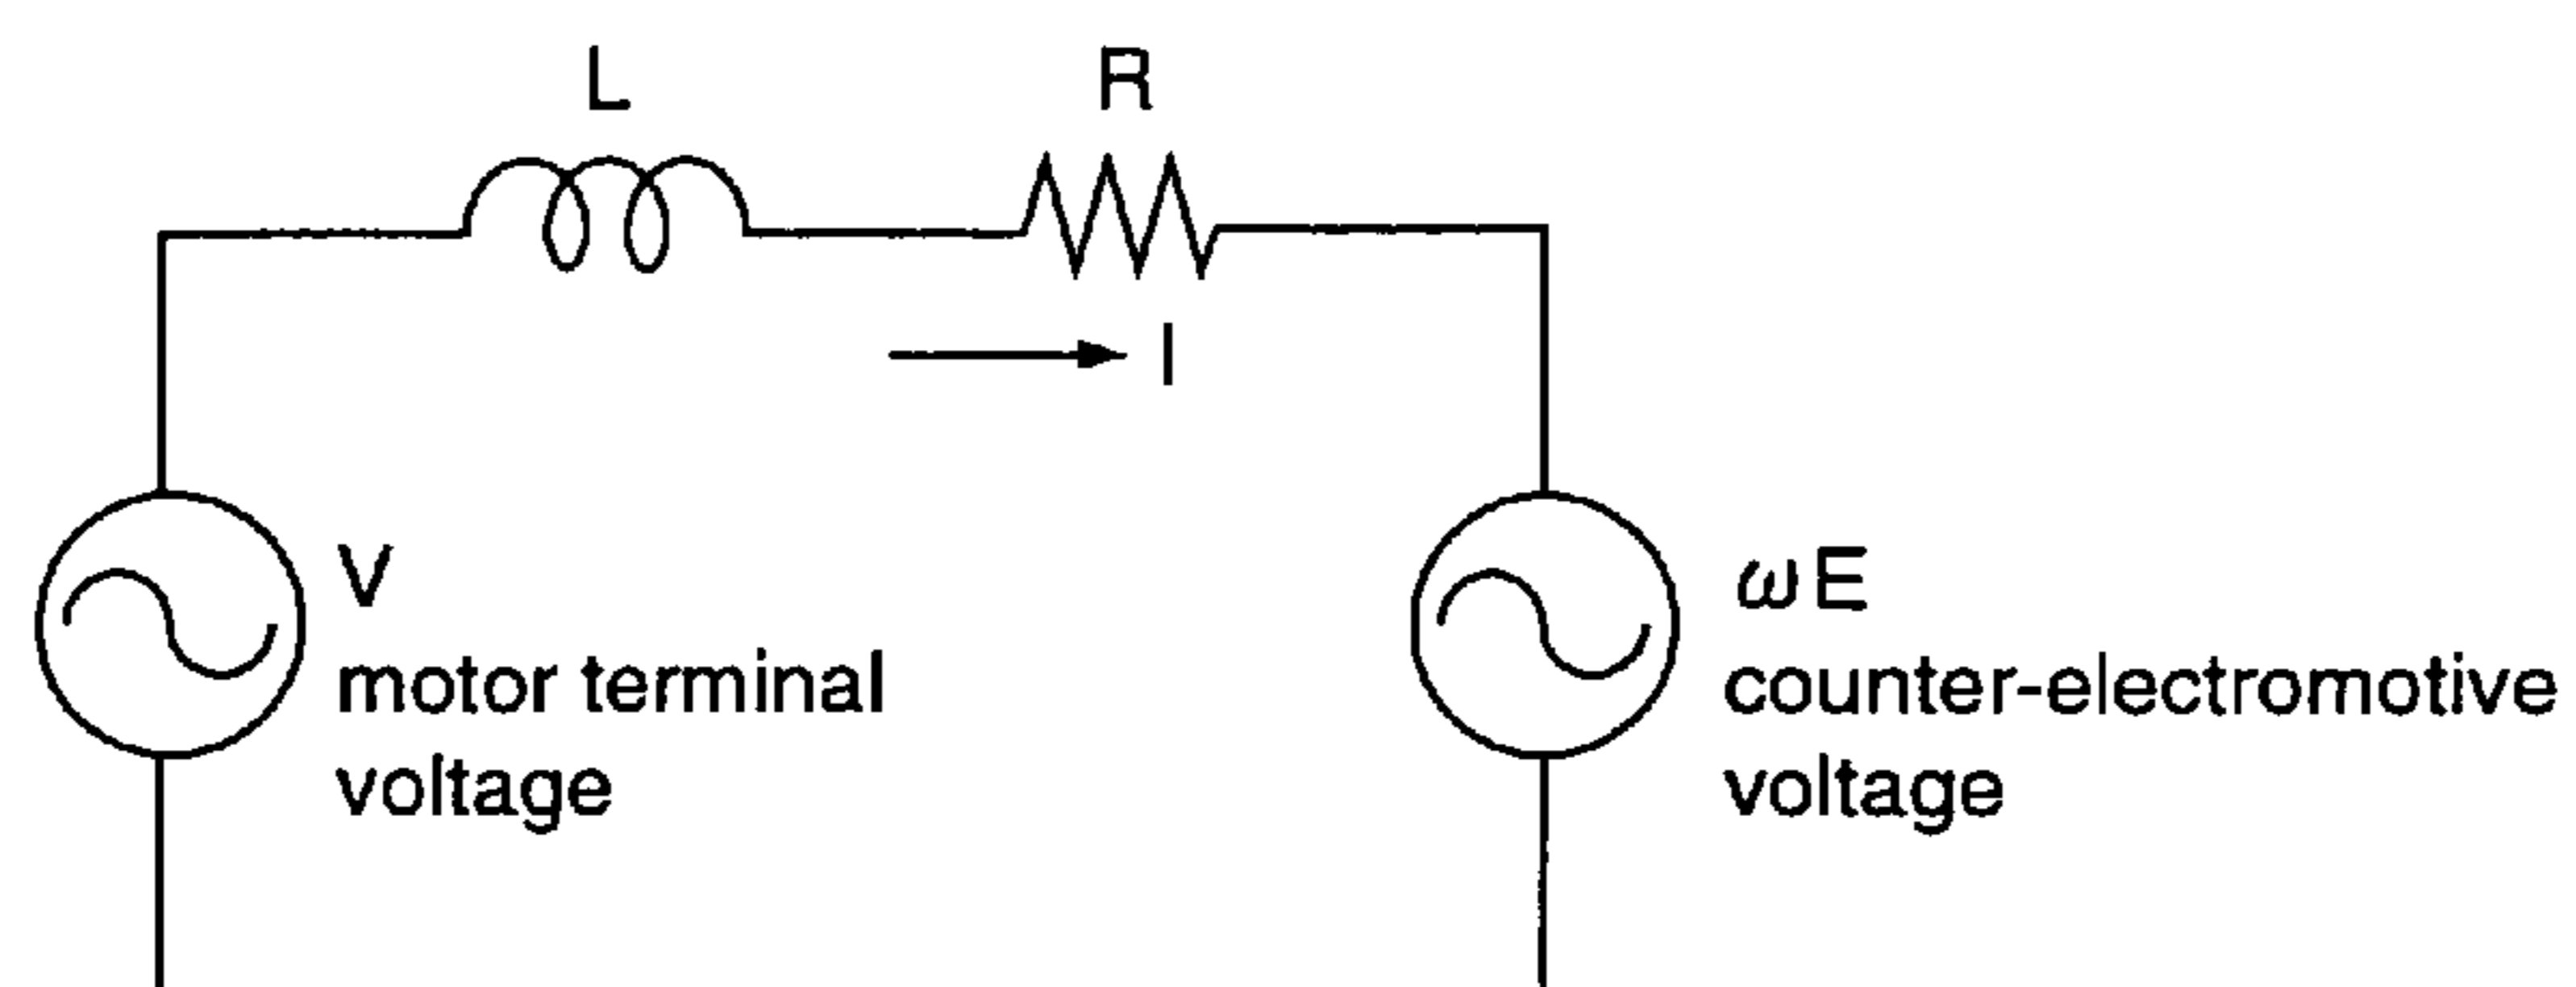 L
R
I
V
motor terminal
voltage
ωE
counter-electromotive
voltage